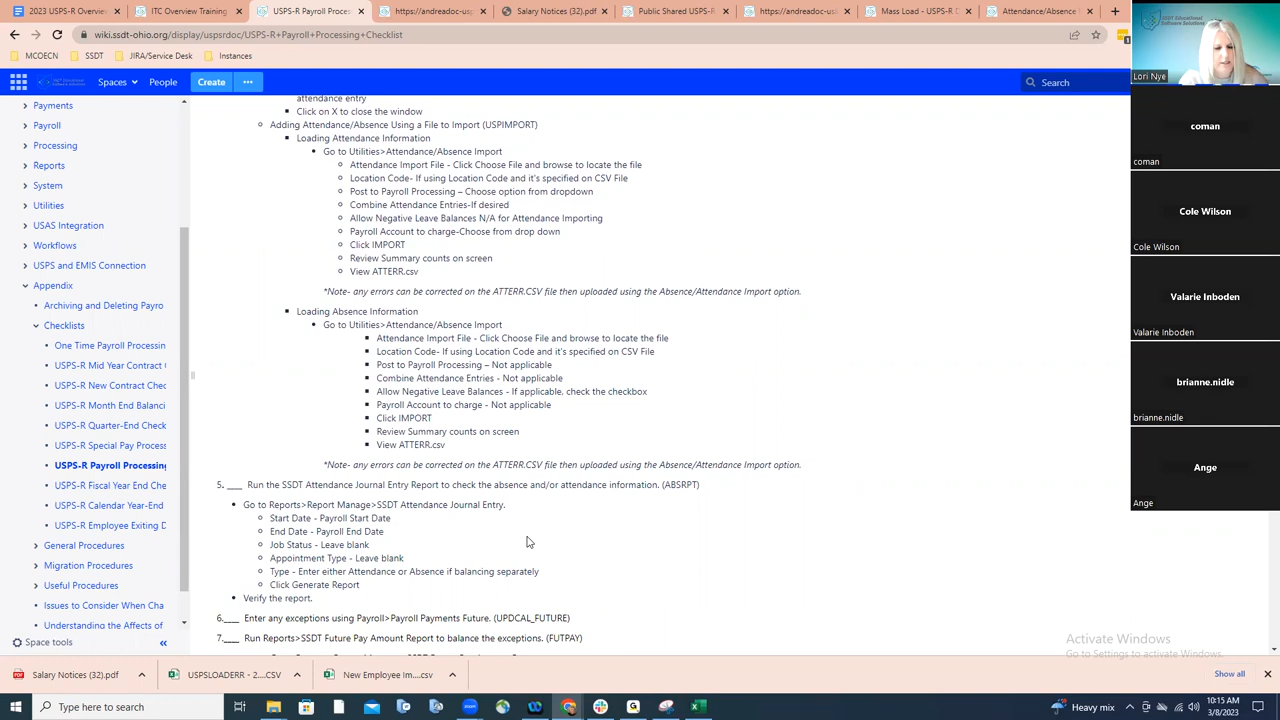 2023 USPS-R Overvie
ITC Overview Training
USPS-R Payroll Proces
https://andreadoc-us
Salary Notices (32).pdf
Public Shared USPS-R
https://andreadoc-us
Mass Load - USPS-R D
Attendance/Absence
wiki.ssdt-ohio.org/display/uspsrdoc/USPS-R+Payroll+Processing+Checklist
MCOECN
SSDT
JIRA/Service Desk
Instances
Spaces
People
Create
Search
Payments
Payroll
Processing
Reports
System
Utilities
USAS Integration
Workflows
USPS and EMIS Connection
Appendix
Archiving and Deleting Payro
Checklists
One Time Payroll Processin
USPS-R Mid Year Contract
USPS-R New Contract Chec
USPS-R Month End Balanci
USPS-R Quarter-End Check
USPS-R Special Pay Process
USPS-R Payroll Processing
USPS-R Fiscal Year End Che
USPS-R Calendar Year-End
USPS-R Employee Exiting D
General Procedures
Migration Procedures
Useful Procedures
Issues to Consider When Cha
Understanding the Affects of
Space tools
attendance entry
Click on X to close the window
Adding Attendance/Absence Using a File to Import (USPIMPORT)
Loading Attendance Information
Go to Utilities>Attendance/Absence Import
Attendance Import File - Click Choose File and browse to locate the file
Location Code- If using Location Code and it's specified on CSV File
Post to Payroll Processing – Choose option from dropdown
Combine Attendance Entries-If desired
Allow Negative Leave Balances N/A for Attendance Importing
Payroll Account to charge-Choose from drop down
Click IMPORT
Review Summary counts on screen
View ATTERR.csv
*Note- any errors can be corrected on the ATTERR.CSV file then uploaded using the Absence/Attendance Import option.
Loading Absence Information
Go to Utilities>Attendance/Absence Import
Attendance Import File - Click Choose File and browse to locate the file
Location Code- If using Location Code and it's specified on CSV File
Post to Payroll Processing – Not applicable
Combine Attendance Entries - Not applicable
Allow Negative Leave Balances - If applicable, check the checkbox
Payroll Account to charge - Not applicable
Click IMPORT
Review Summary counts on screen
View ATTERR.csv
*Note- any errors can be corrected on the ATTERR.CSV file then uploaded using the Absence/Attendance Import option.
5. ___ Run the SSDT Attendance Journal Entry Report to check the absence and/or attendance information. (ABSRPT)
Go to Reports>Report Manage>SSDT Attendance Journal Entry.
Start Date - Payroll Start Date
End Date - Payroll End Date
Job Status - Leave blank
Appointment Type - Leave blank
Type - Enter either Attendance or Absence if balancing separately
Click Generate Report
Verify the report.
6.___ Enter any exceptions using Payroll>Payroll Payments Future. (UPDCAL_FUTURE)
7.___ Run Reports>SSDT Future Pay Amount Report to balance the exceptions. (FUTPAY)
Lori Nye
coman
coman
Cole Wilson
Cole Wilson
Valarie Inboden
Valarie Inboden
brianne.nidle
brianne.nidle
Ange
Ange
Activate Windows
Go to Settings to activate Windows.
Salary Notices (32).pdf
USPSLOADERR - 2....CSV
New Employee Im....csv
Show all
Type here to search
Heavy mix...
10:15 AM
3/8/2023